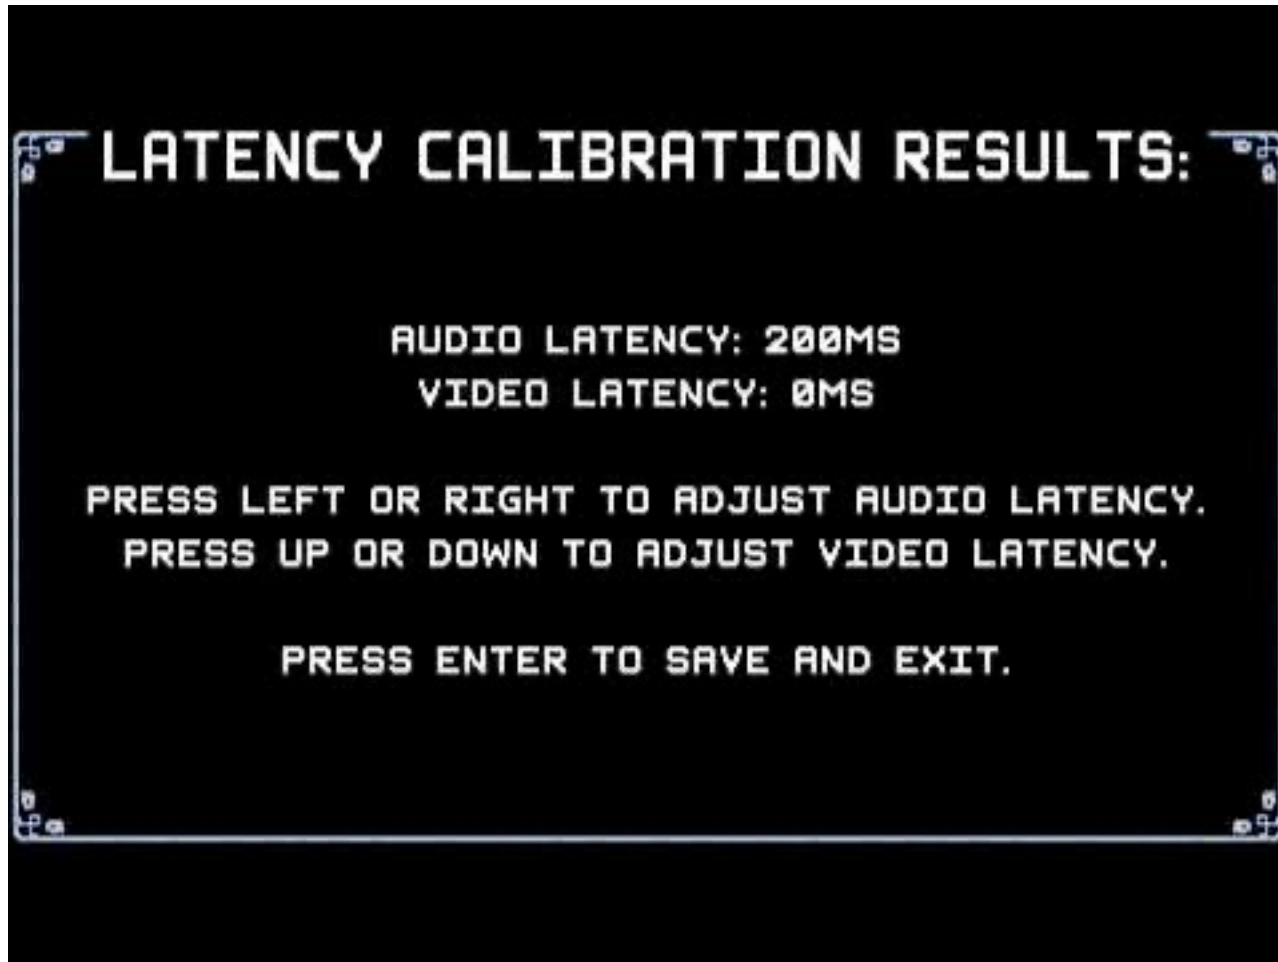 LATENCY CALIBRATION RESULTS:
AUDIO LATENCY: 200MS
VIDEO LATENCY: 0MS
PRESS LEFT OR RIGHT TO ADJUST AUDIO LATENCY.
PRESS UP OR DOWN TO ADJUST VIDEO LATENCY.
PRESS ENTER TO SAVE AND EXIT.